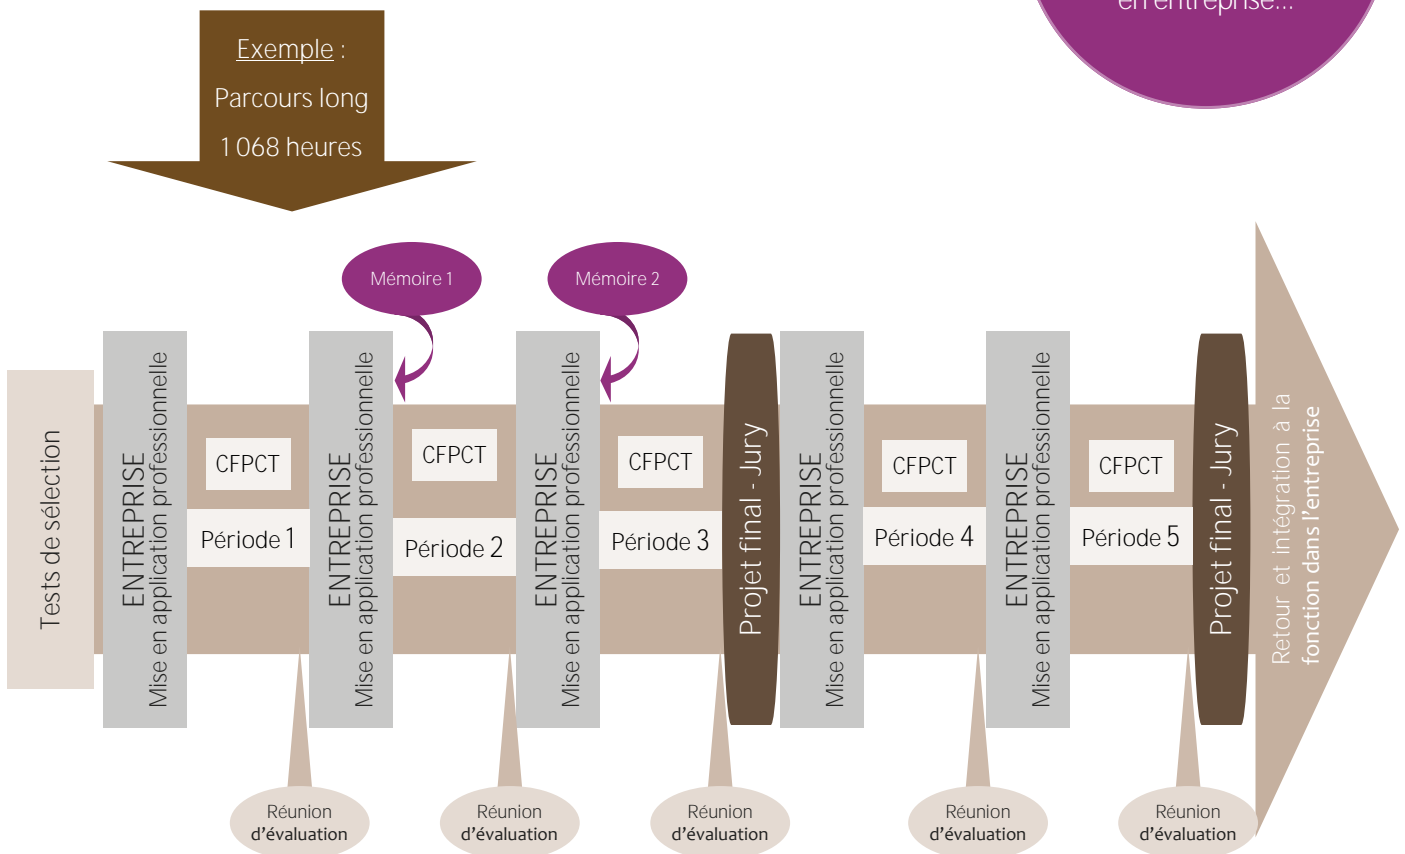 en entreprise...
Exemple :
Parcours long
1 068 heures
Mémoire 1
Mémoire 2
Tests de sélection
ENTREPRISE
Mise en application professionnelle
CFPCT
Période 1
ENTREPRISE
Mise en application professionnelle
CFPCT
Période 2
ENTREPRISE
Mise en application professionnelle
CFPCT
Période 3
Projet final - Jury
ENTREPRISE
Mise en application professionnelle
CFPCT
Période 4
ENTREPRISE
Mise en application professionnelle
CFPCT
Période 5
Projet final - Jury
Retour et intégration à la
fonction dans l'entreprise
Réunion
d'évaluation
Réunion
d'évaluation
Réunion
d'évaluation
Réunion
d'évaluation
Réunion
d'évaluation